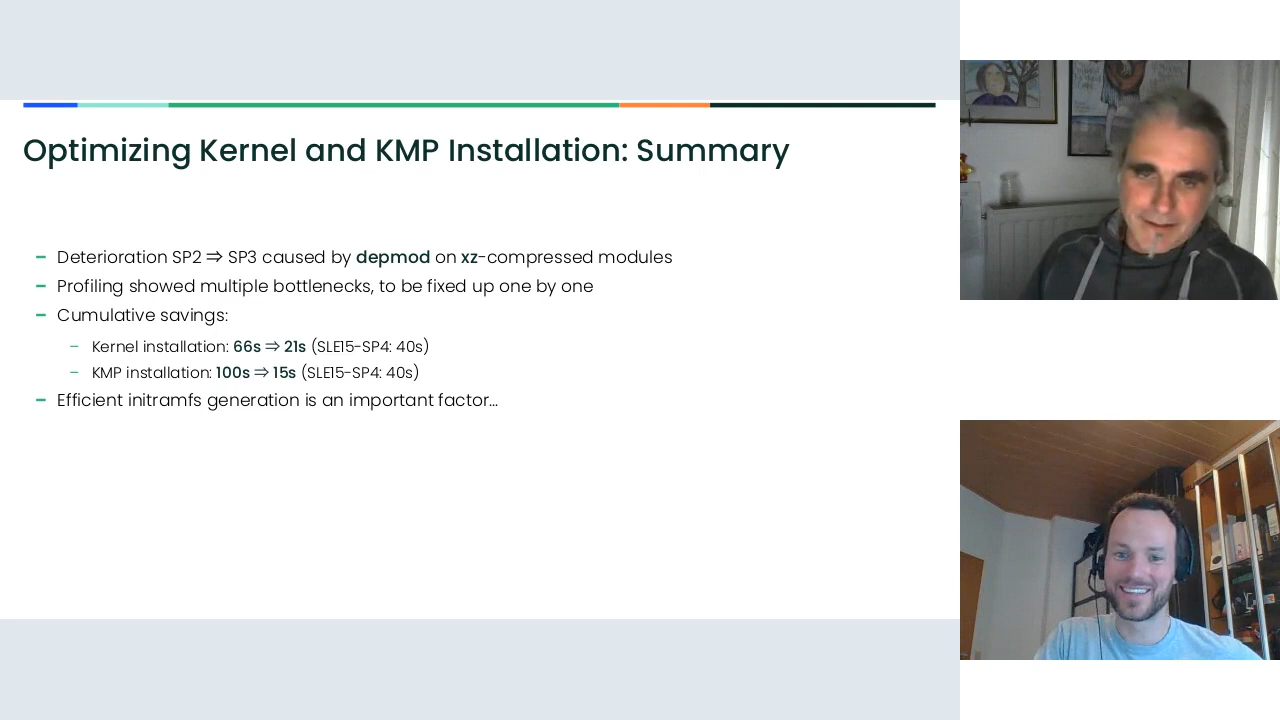 Optimizing Kernel and KMP Installation: Summary
– Deterioration SP2 ⇒ SP3 caused by depmod on xz-compressed modules
– Profiling showed multiple bottlenecks, to be fixed up one by one
– Cumulative savings:
– Kernel installation: 66s ⇒ 21s (SLE15-SP4: 40s)
– KMP installation: 100s ⇒ 15s (SLE15-SP4: 40s)
– Efficient initramfs generation is an important factor...